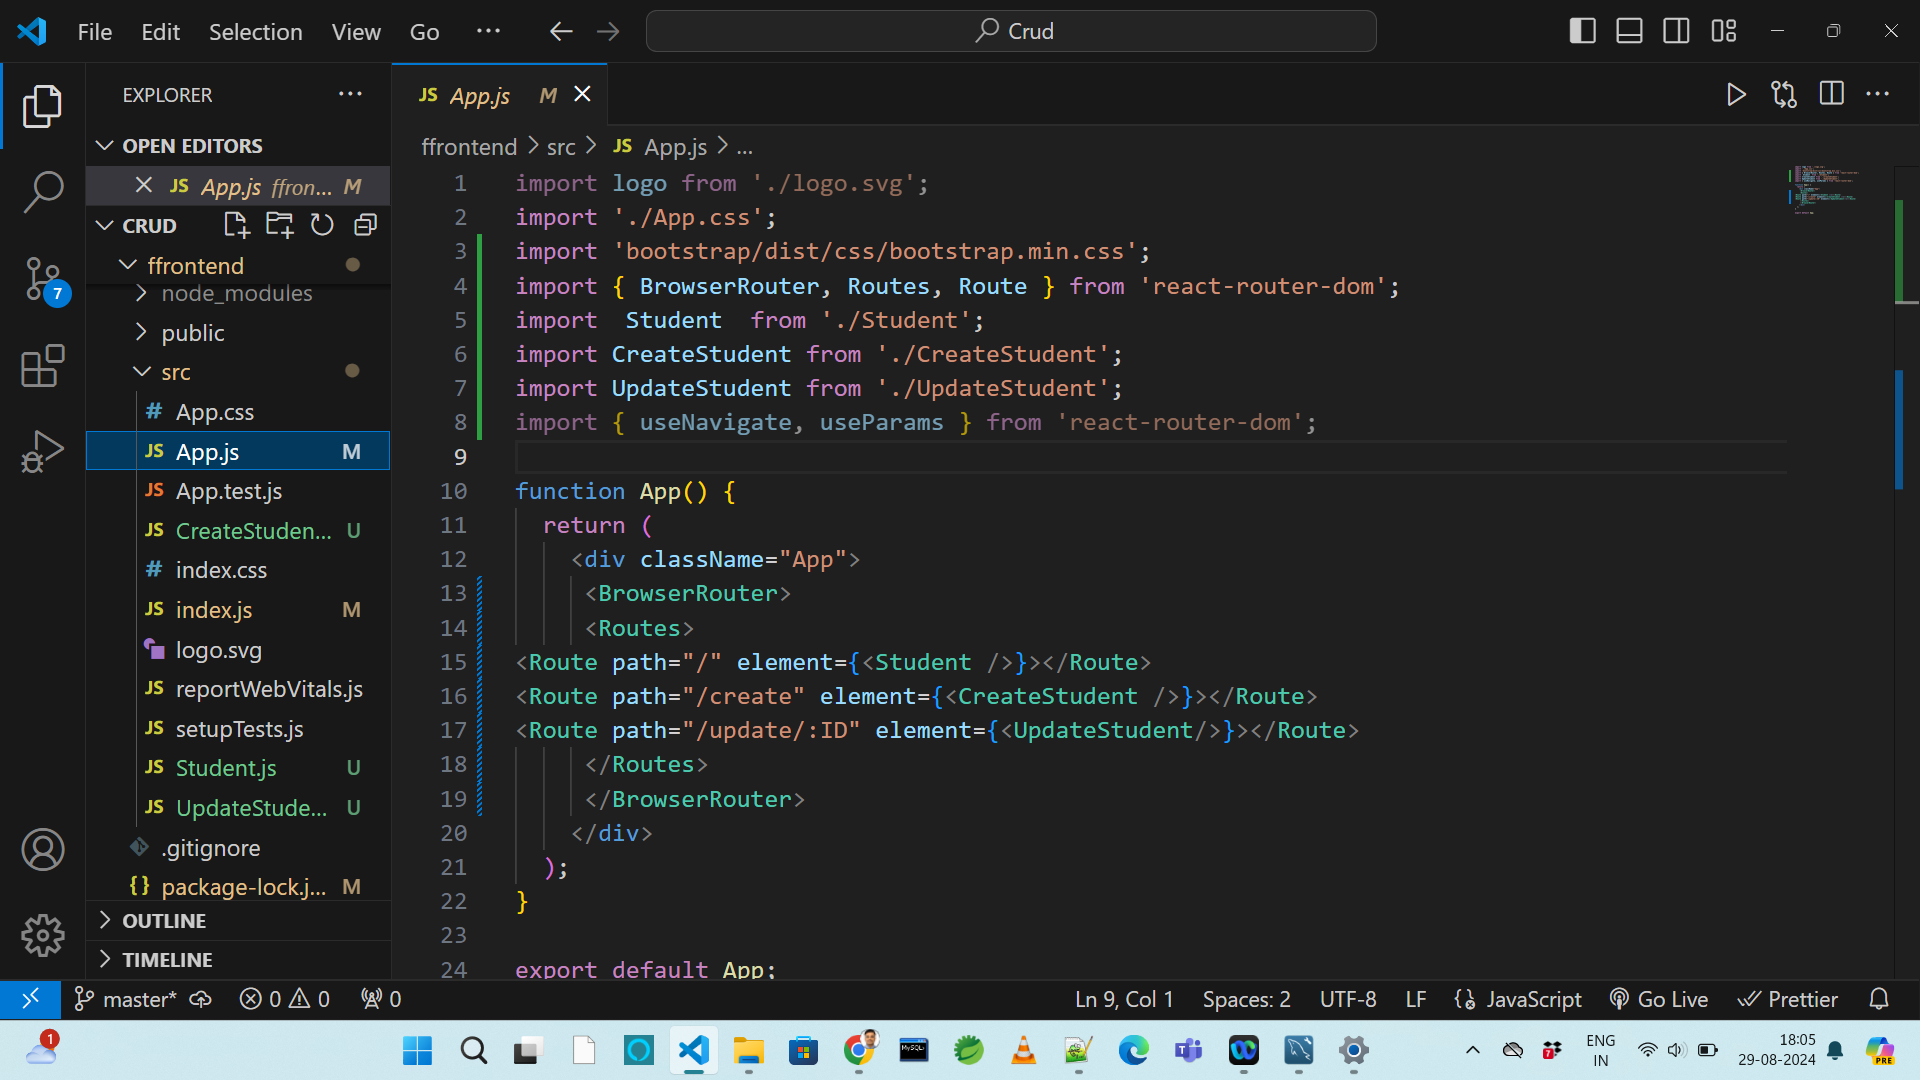 File Edit Selection View Go ··· Crud
EXPLORER
OPEN EDITORS
JS App.js ffron... M
CRUD
ffrontend
node_modules
public
src
# App.css
JS App.js M
JS App.test.js
JS CreateStuden... U
# index.css
JS index.js M
logo.svg
JS reportWebVitals.js
JS setupTests.js
JS Student.js U
JS UpdateStude... U
.gitignore
{} package-lock.j... M
OUTLINE
TIMELINE
7
JS App.js M
ffrontend > src > JS App.js > ...
1 import logo from './logo.svg';
2 import './App.css';
3 import 'bootstrap/dist/css/bootstrap.min.css';
4 import { BrowserRouter, Routes, Route } from 'react-router-dom';
5 import  Student  from './Student';
6 import CreateStudent from './CreateStudent';
7 import UpdateStudent from './UpdateStudent';
8 import { useNavigate, useParams } from 'react-router-dom';
9
10 function App() {
11   return (
12     <div className="App">
13      <BrowserRouter>
14      <Routes>
15 <Route path="/" element={<Student />}></Route>
16 <Route path="/create" element={<CreateStudent />}></Route>
17 <Route path="/update/:ID" element={<UpdateStudent/>}></Route>
18      </Routes>
19      </BrowserRouter>
20     </div>
21   );
22 }
23
24 export default App;
master* 0 0 0 Ln 9, Col 1 Spaces: 2 UTF-8 LF JavaScript Go Live Prettier
1
MySQL
7
ENG
IN
18:05
29-08-2024
PRE